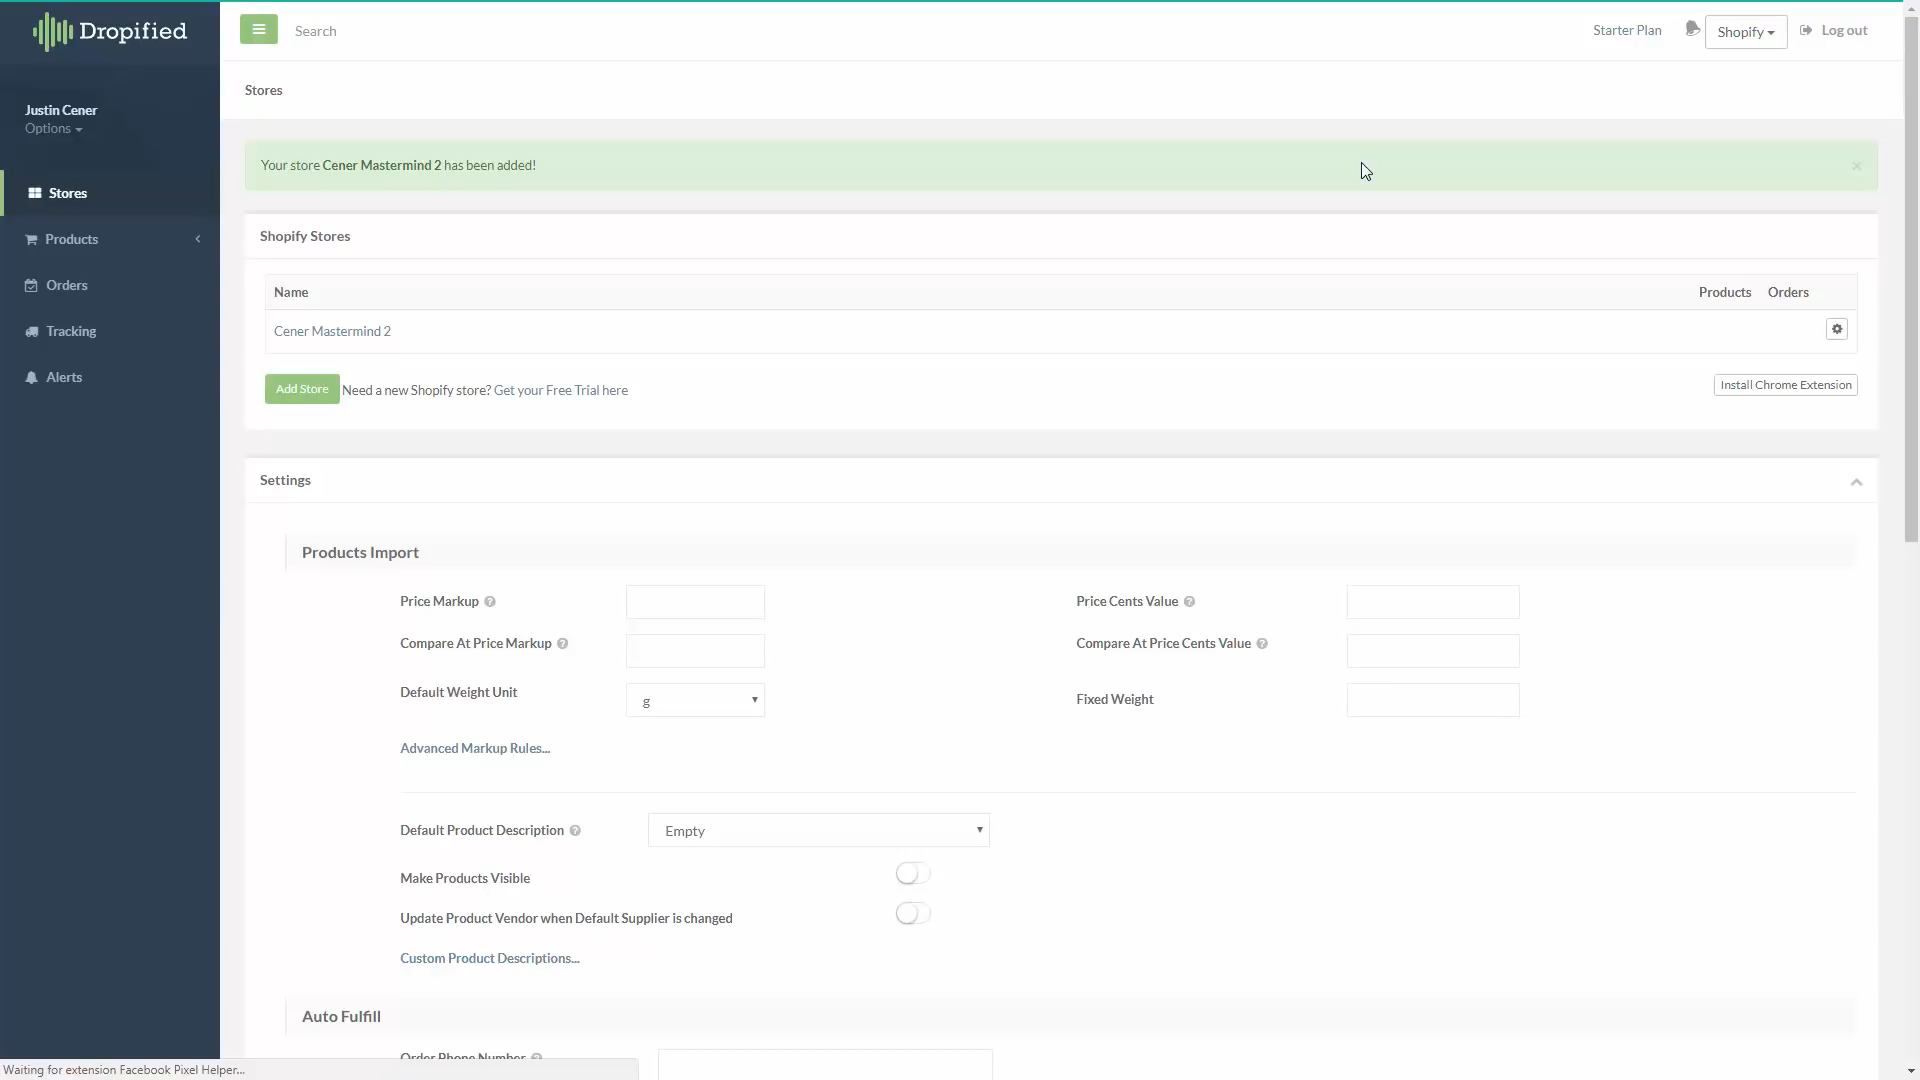 Dropified
Search
Starter Plan
Shopify
Log out
Justin Cener
Options
Stores
Products
Orders
Tracking
Alerts
Stores
Your store Cener Mastermind 2 has been added!
×
Shopify Stores
Name
Products
Orders
Cener Mastermind 2
Add Store
Need a new Shopify store? Get your Free Trial here
Install Chrome Extension
Settings
Products Import
Price Markup ?
Price Cents Value ?
Compare At Price Markup ?
Compare At Price Cents Value ?
Default Weight Unit
g
Fixed Weight
Advanced Markup Rules...
Default Product Description ?
Empty
Make Products Visible
Update Product Vendor when Default Supplier is changed
Custom Product Descriptions...
Auto Fulfill
Order Phone Number ?
Waiting for extension Facebook Pixel Helper...